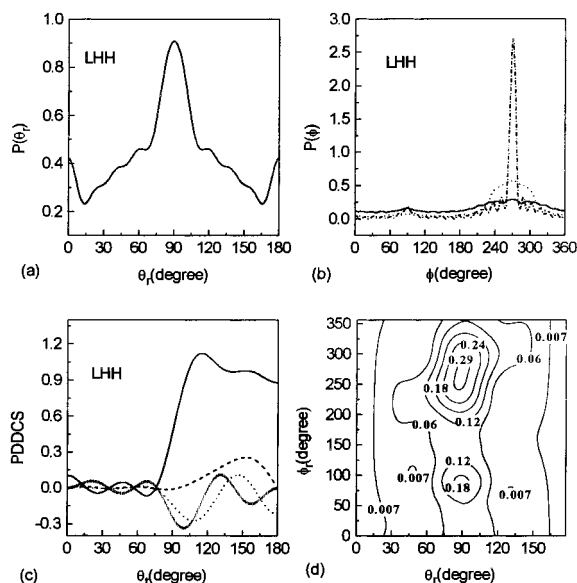 LHH
P(θr)
1.0
0.8
0.6
0.4
0.2
0 30 60 90 120 150 180
θr(degree)
(a)
LHH
P(ϕ)
3.0
2.5
2.0
1.5
1.0
0.5
0.0
0 60 120 180 240 300 360
ϕ(degree)
(b)
LHH
PDDCS
1.5
1.2
0.9
0.6
0.3
0.0
-0.3
0 30 60 90 120 150 180
θr(degree)
(c)
ϕr(degree)
350
300
250
200
150
100
50
0
0.007
0.24
0.06
0.29
0.18
0.06
0.12
0.12
0.007
0.18
0.007
0.007
0.007
0 30 60 90 120 150
θr(degree)
(d)